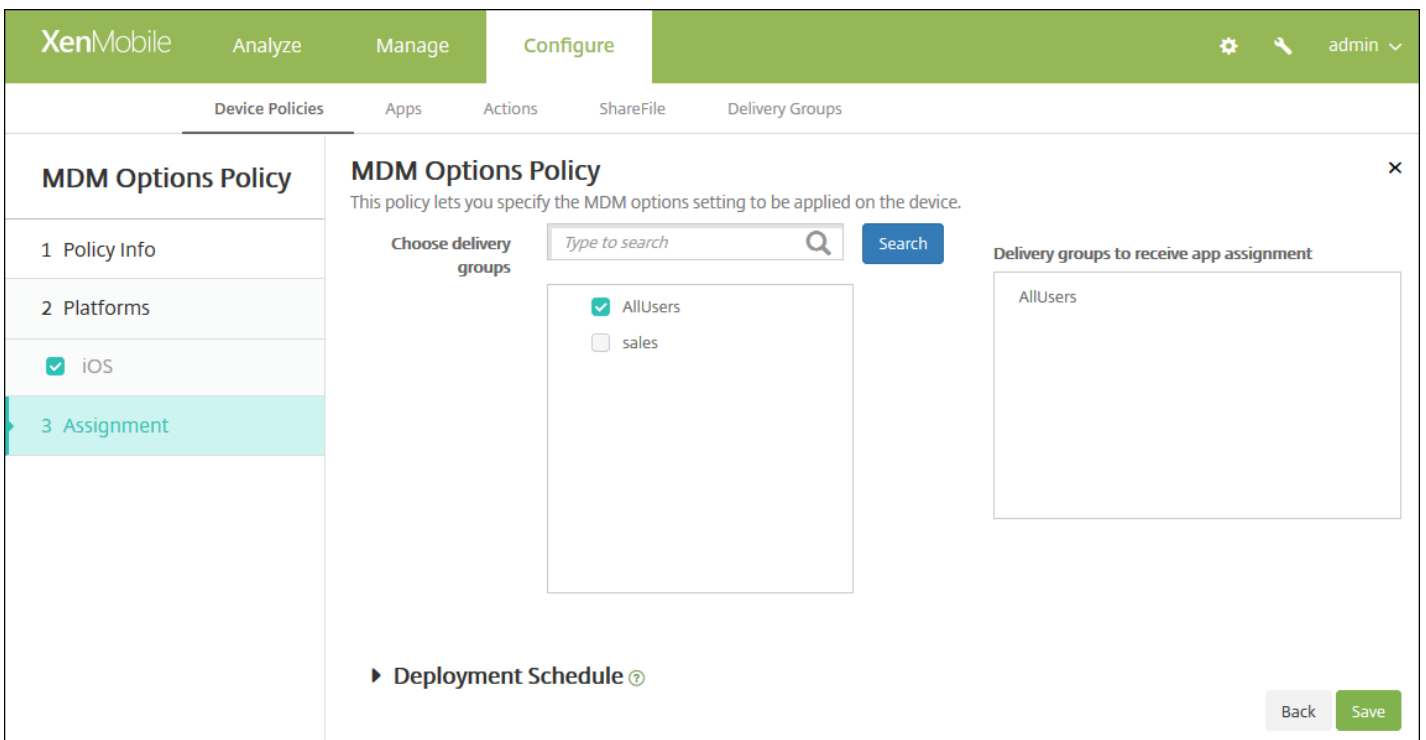 XenMobile Analyze Manage Configure admin
Device Policies Apps Actions ShareFile Delivery Groups
MDM Options Policy
1 Policy Info
2 Platforms
iOS
3 Assignment
MDM Options Policy
This policy lets you specify the MDM options setting to be applied on the device.
Choose delivery
groups
Type to search
Search
AllUsers
sales
Delivery groups to receive app assignment
AllUsers
Deployment Schedule ?
Back Save